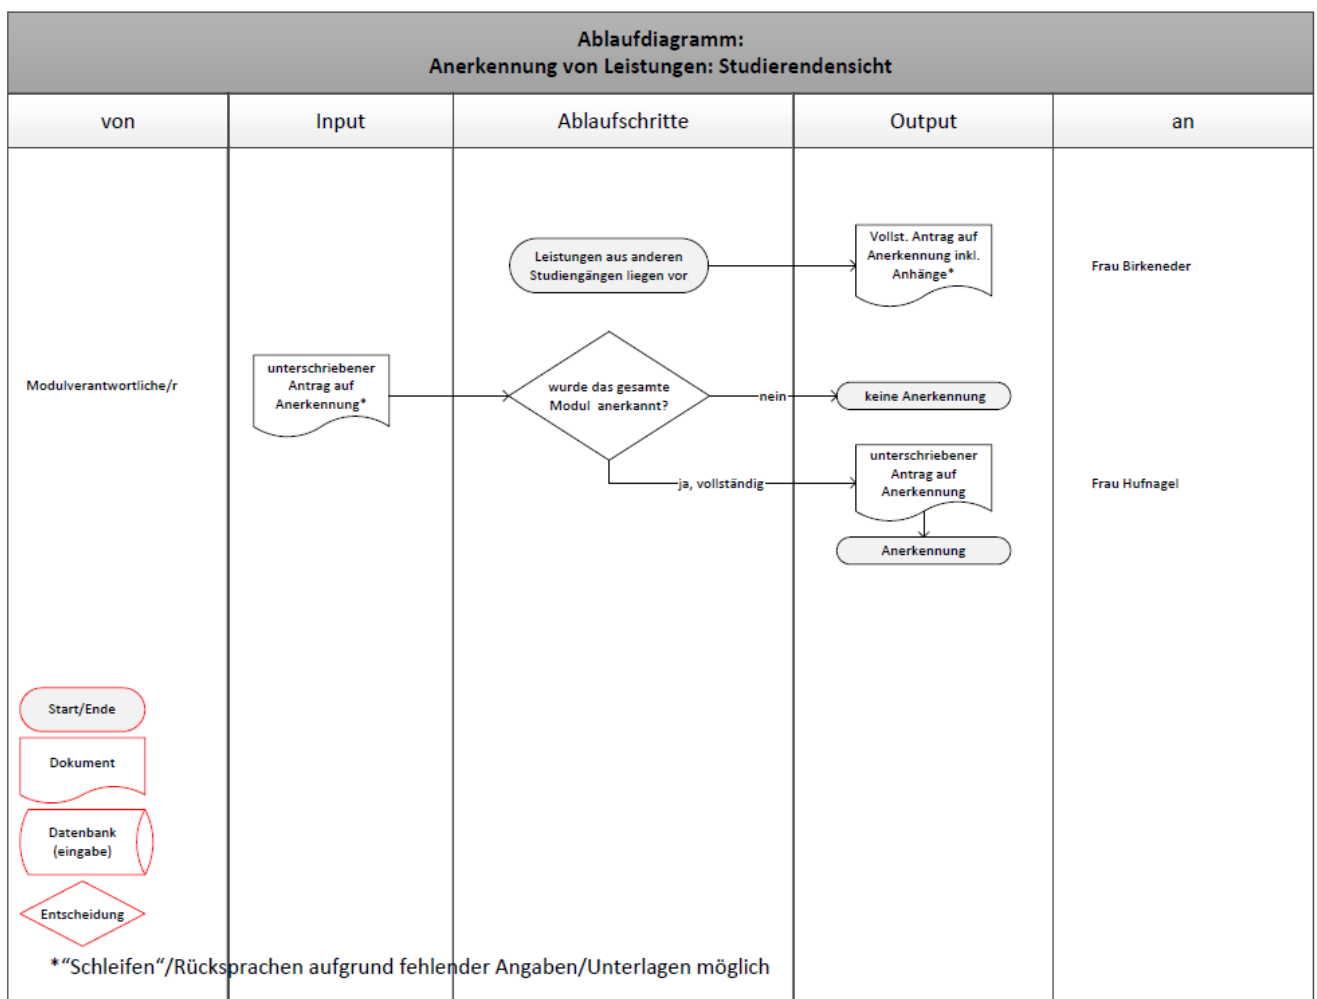 Ablaufdiagramm:
Anerkennung von Leistungen: Studierendensicht
von
Input
Ablaufschritte
Output
an
Leistungen aus anderen
Studiengängen liegen vor
Vollst. Antrag auf
Anerkennung inkl.
Anhänge*
Frau Birkeneder
Modulverantwortliche/r
unterschriebener
Antrag auf
Anerkennung*
wurde das gesamte
Modul anerkannt?
nein
keine Anerkennung
ja, vollständig
unterschriebener
Antrag auf
Anerkennung
Frau Hufnagel
Anerkennung
Start/Ende
Dokument
Datenbank
(eingabe)
Entscheidung
*“Schleifen“/Rücksprachen aufgrund fehlender Angaben/Unterlagen möglich